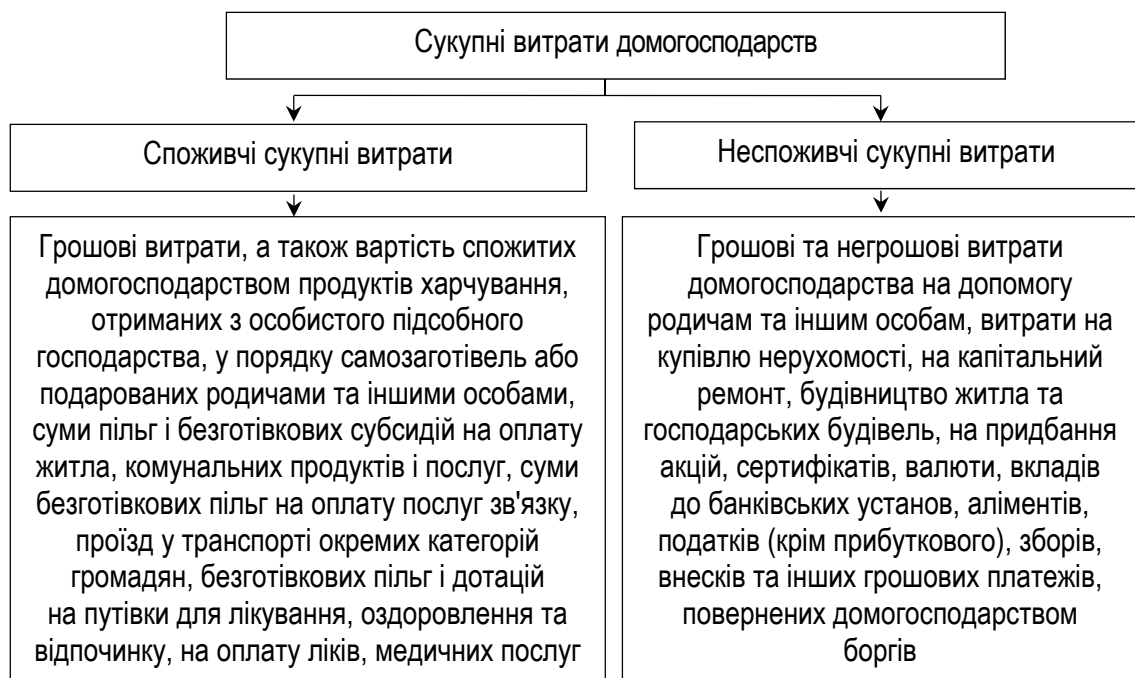 Сукупні витрати домогосподарств
Споживчі сукупні витрати
Неспоживчі сукупні витрати
Грошові витрати, а також вартість спожитих
домогосподарством продуктів харчування,
отриманих з особистого підсобного
господарства, у порядку самозаготівель або
подарованих родичами та іншими особами,
суми пільг і безготівкових субсидій на оплату
житла, комунальних продуктів і послуг, суми
безготівкових пільг на оплату послуг зв'язку,
проїзд у транспорті окремих категорій
громадян, безготівкових пільг і дотацій
на путівки для лікування, оздоровлення та
відпочинку, на оплату ліків, медичних послуг
Грошові та негрошові витрати
домогосподарства на допомогу
родичам та іншим особам, витрати на
купівлю нерухомості, на капітальний
ремонт, будівництво житла та
господарських будівель, на придбання
акцій, сертифікатів, валюти, вкладів
до банківських установ, аліментів,
податків (крім прибуткового), зборів,
внесків та інших грошових платежів,
повернених домогосподарством
боргів